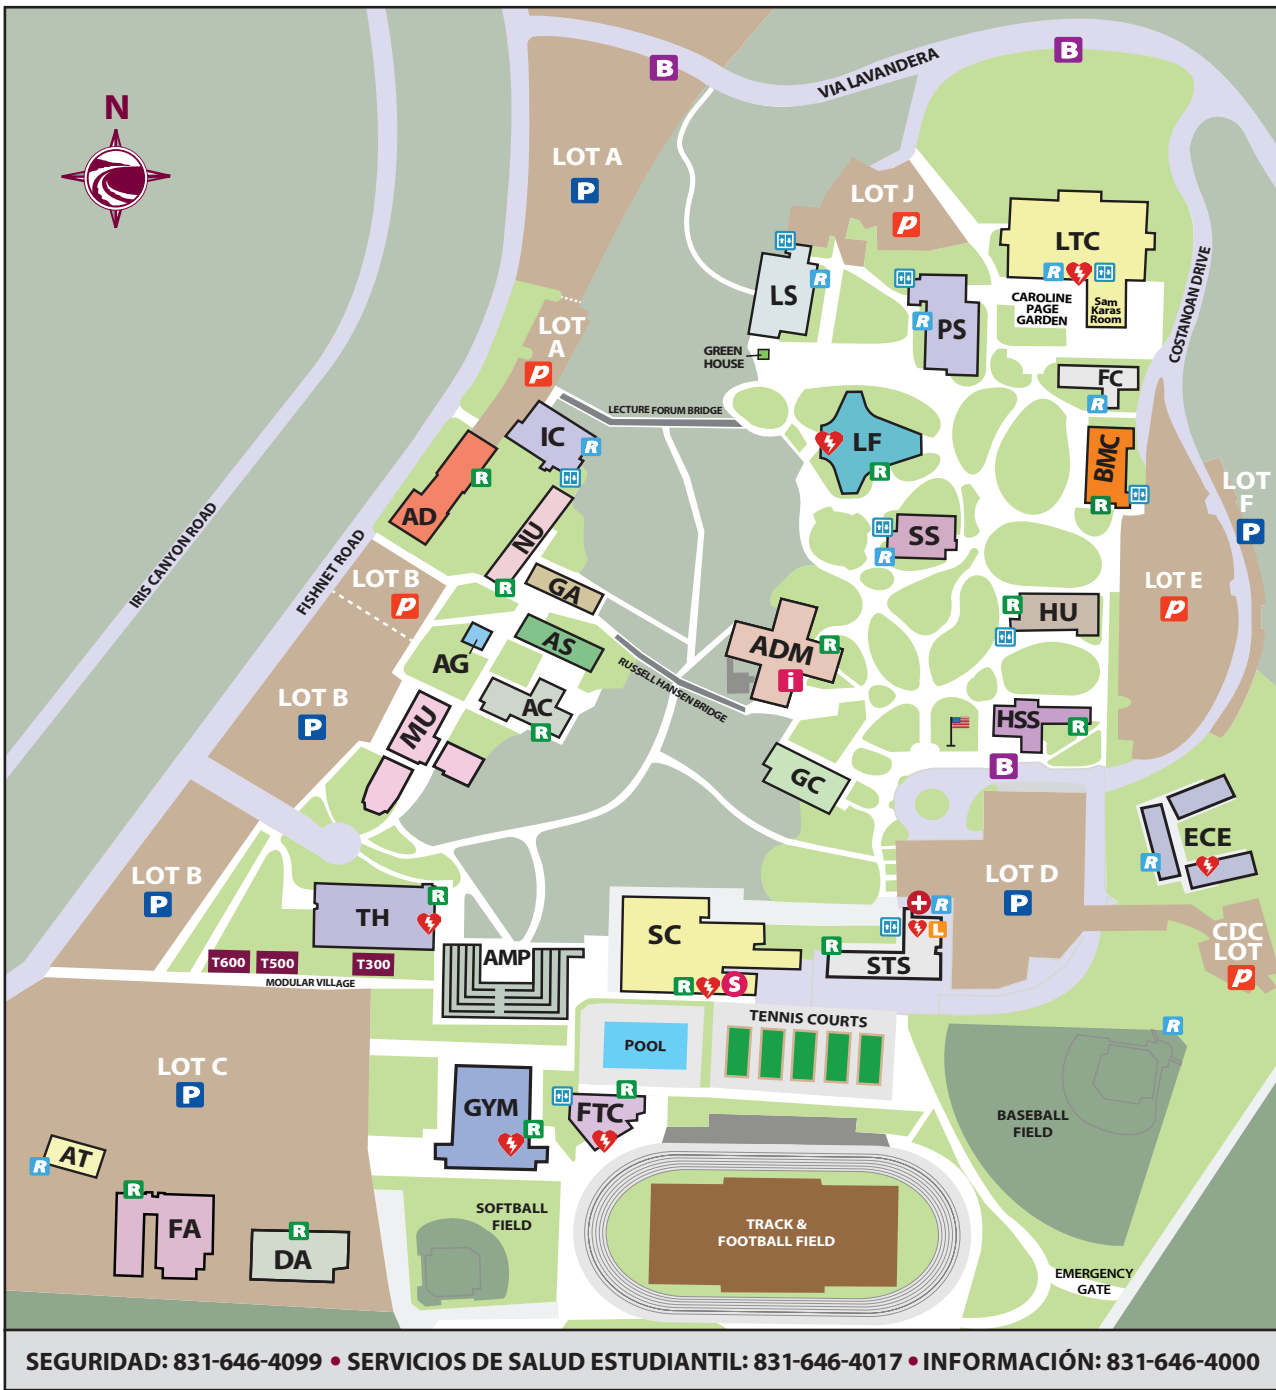 N
B
B
VIA LAVANDERA
LOT A
P
LOT J
P
LTC
R
CAROLINE
PAGE
GARDEN
Sam
Karas
Room
COSTANOAN DRIVE
LS
R
PS
R
GREEN
HOUSE
LOT
A
P
LECTURE FORUM BRIDGE
FC
R
IC
R
LF
R
BMC
R
LOT
F
P
AD
R
NU
R
SS
R
IRIS CANYON ROAD
FISHNET ROAD
LOT B
P
GA
LOT E
P
HU
R
AG
AS
ADM
R
i
RUSSELL HANSEN BRIDGE
LOT B
P
MU
AC
R
HSS
R
B
GC
ECE
R
LOT B
P
LOT D
P
TH
R
SC
R
S
STS
R
R
L
CDC
LOT
P
T600
T500
T300
AMP
MODULAR VILLAGE
TENNIS COURTS
POOL
R
LOT C
P
GYM
R
FTC
R
BASEBALL
FIELD
AT
R
FA
R
DA
R
SOFTBALL
FIELD
TRACK &
FOOTBALL FIELD
EMERGENCY
GATE
SEGURIDAD: 831-646-4099 • SERVICIOS DE SALUD ESTUDIANTIL: 831-646-4017 • INFORMACIÓN: 831-646-4000